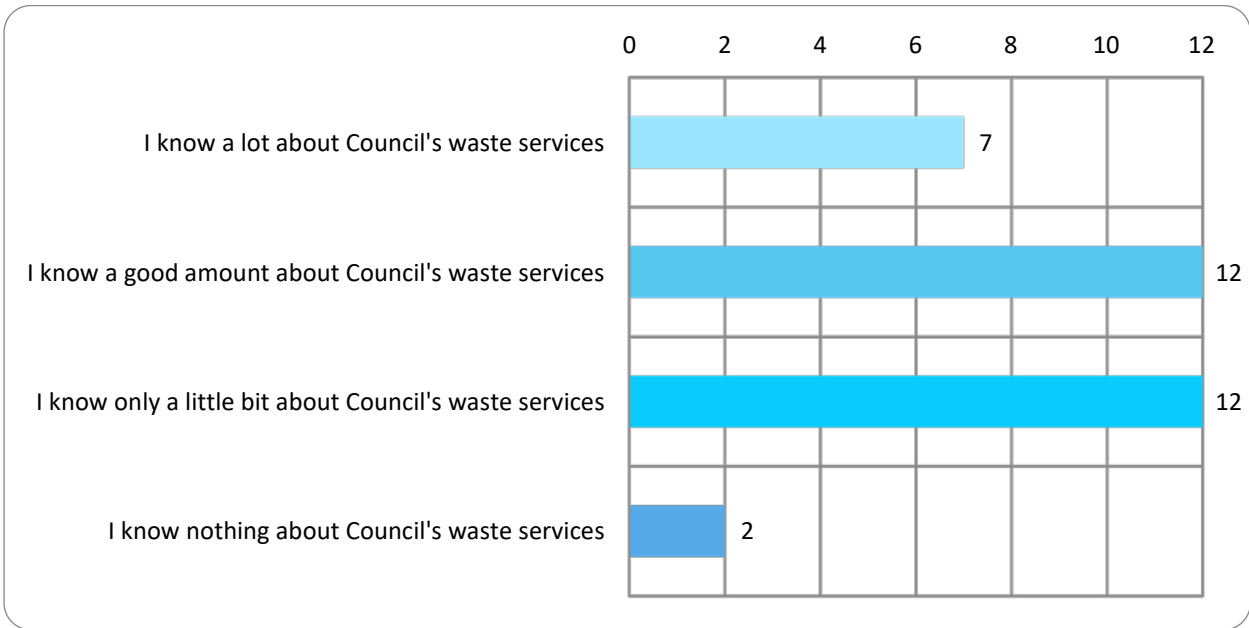 0 2 4 6 8 10 12
I know a lot about Council's waste services 7
I know a good amount about Council's waste services 12
I know only a little bit about Council's waste services 12
I know nothing about Council's waste services 2